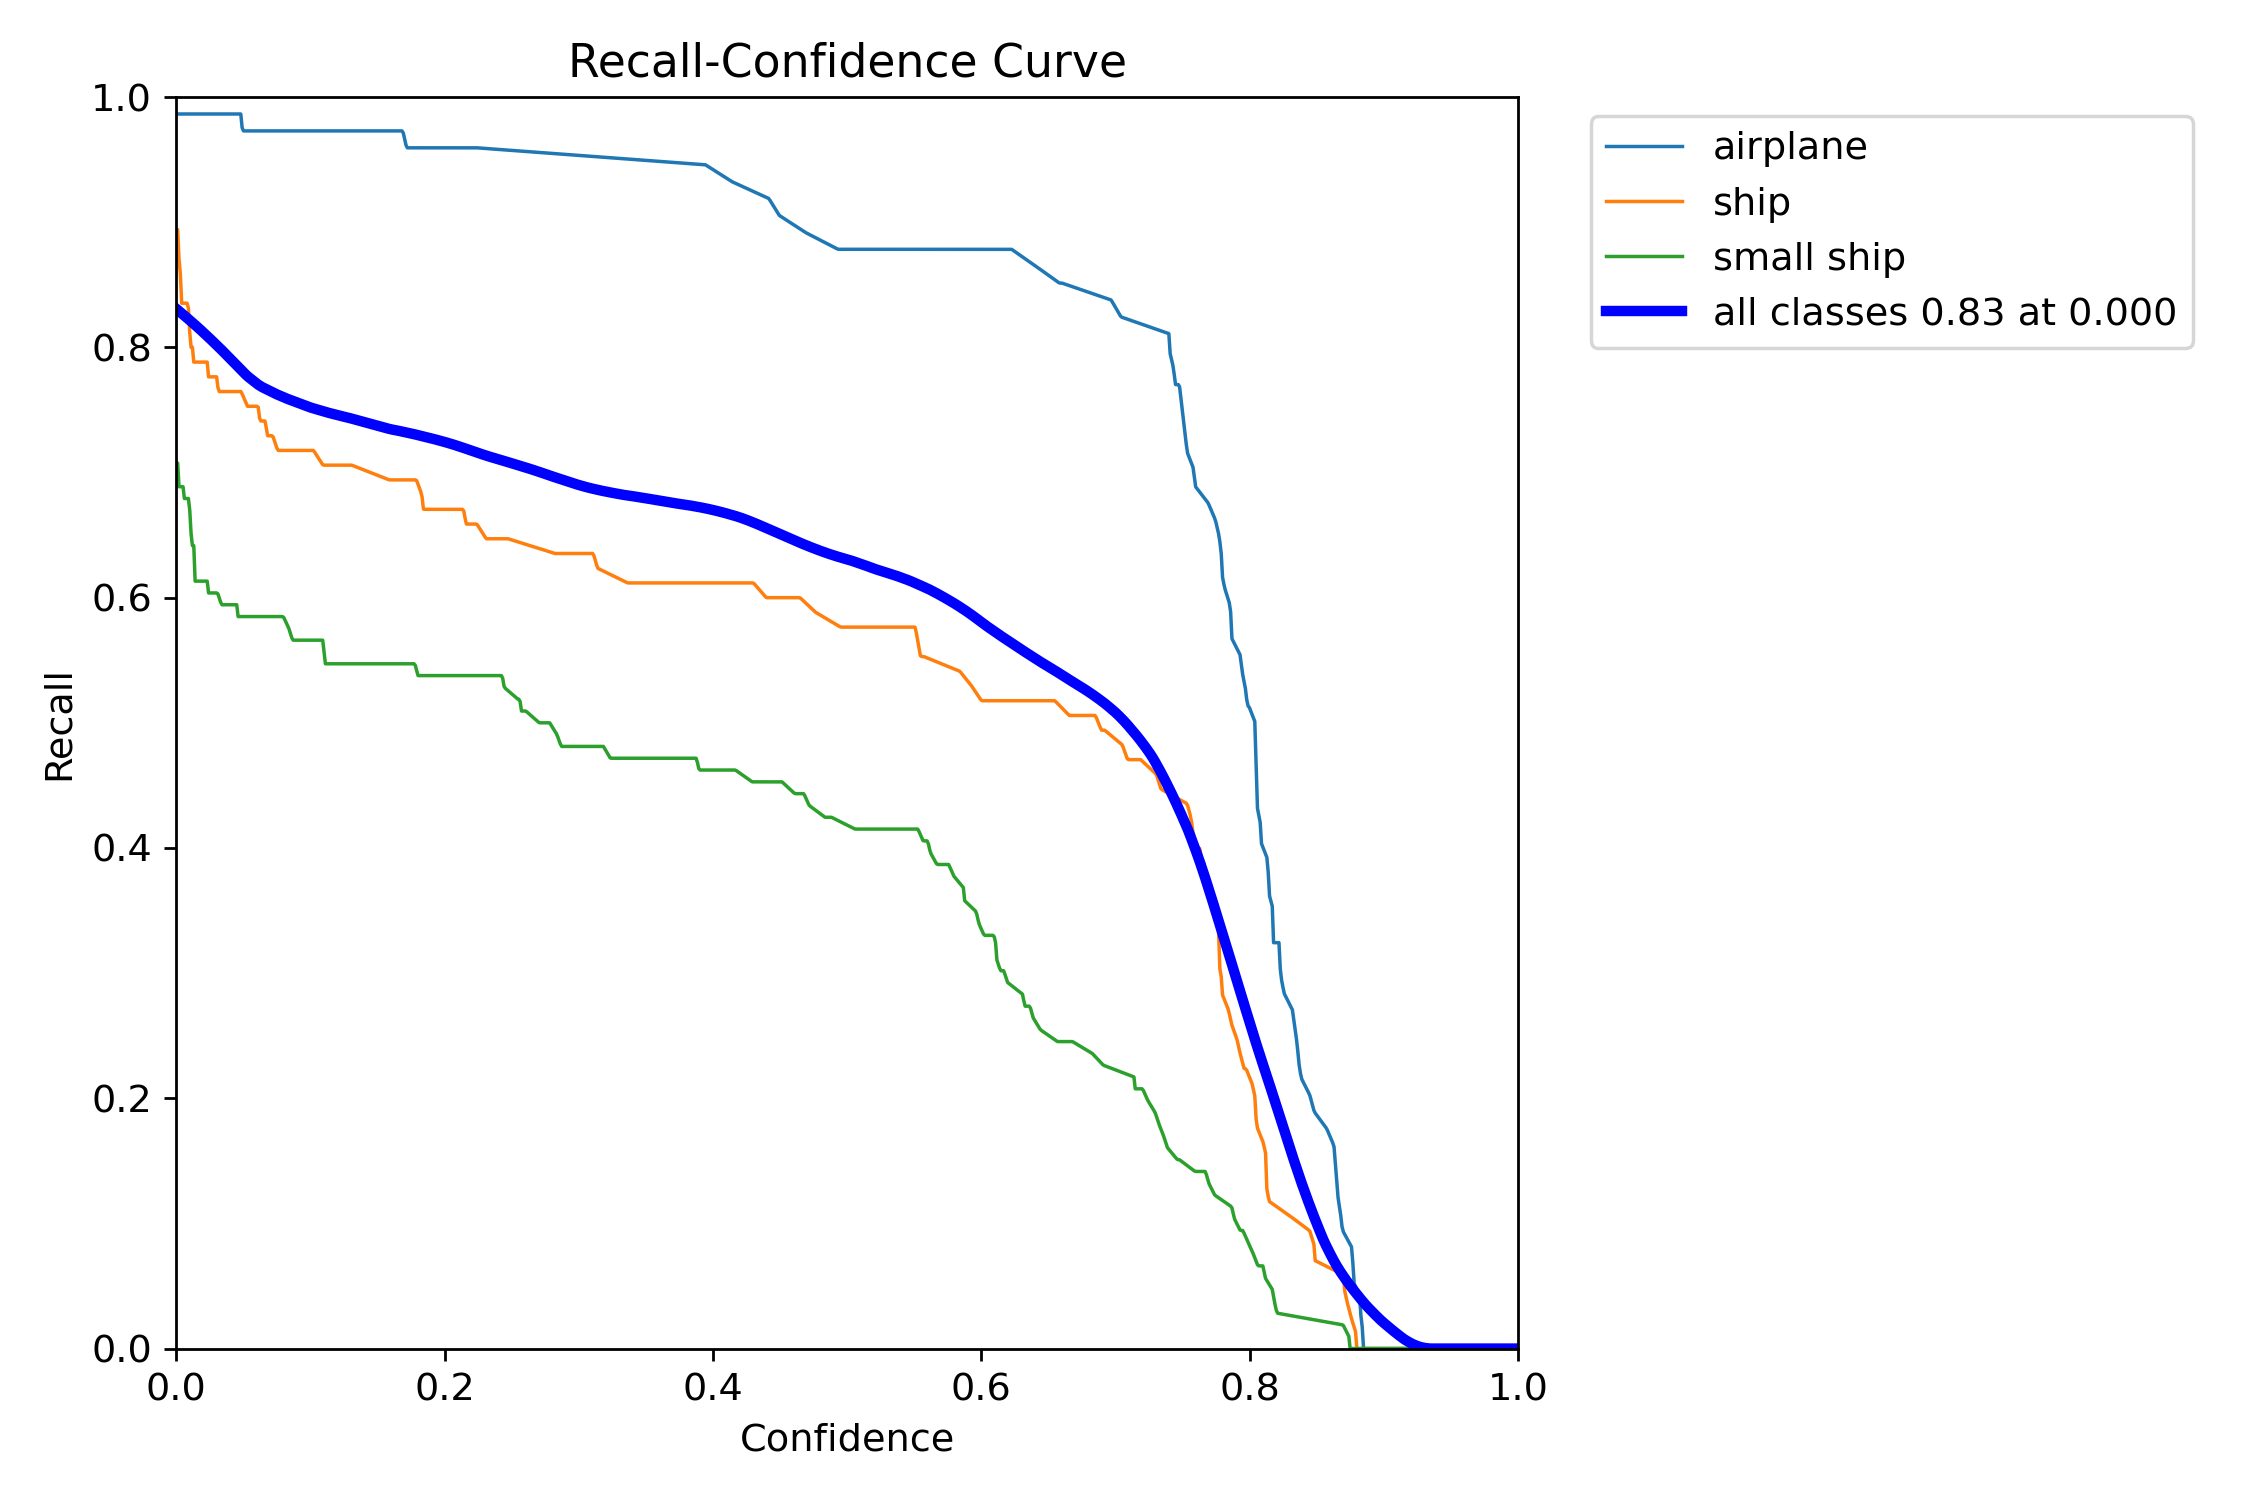 Recall-Confidence Curve
1.0
0.8
0.6
0.4
0.2
0.0
Recall
0.0 0.2 0.4 0.6 0.8 1.0
Confidence
airplane
ship
small ship
all classes 0.83 at 0.000